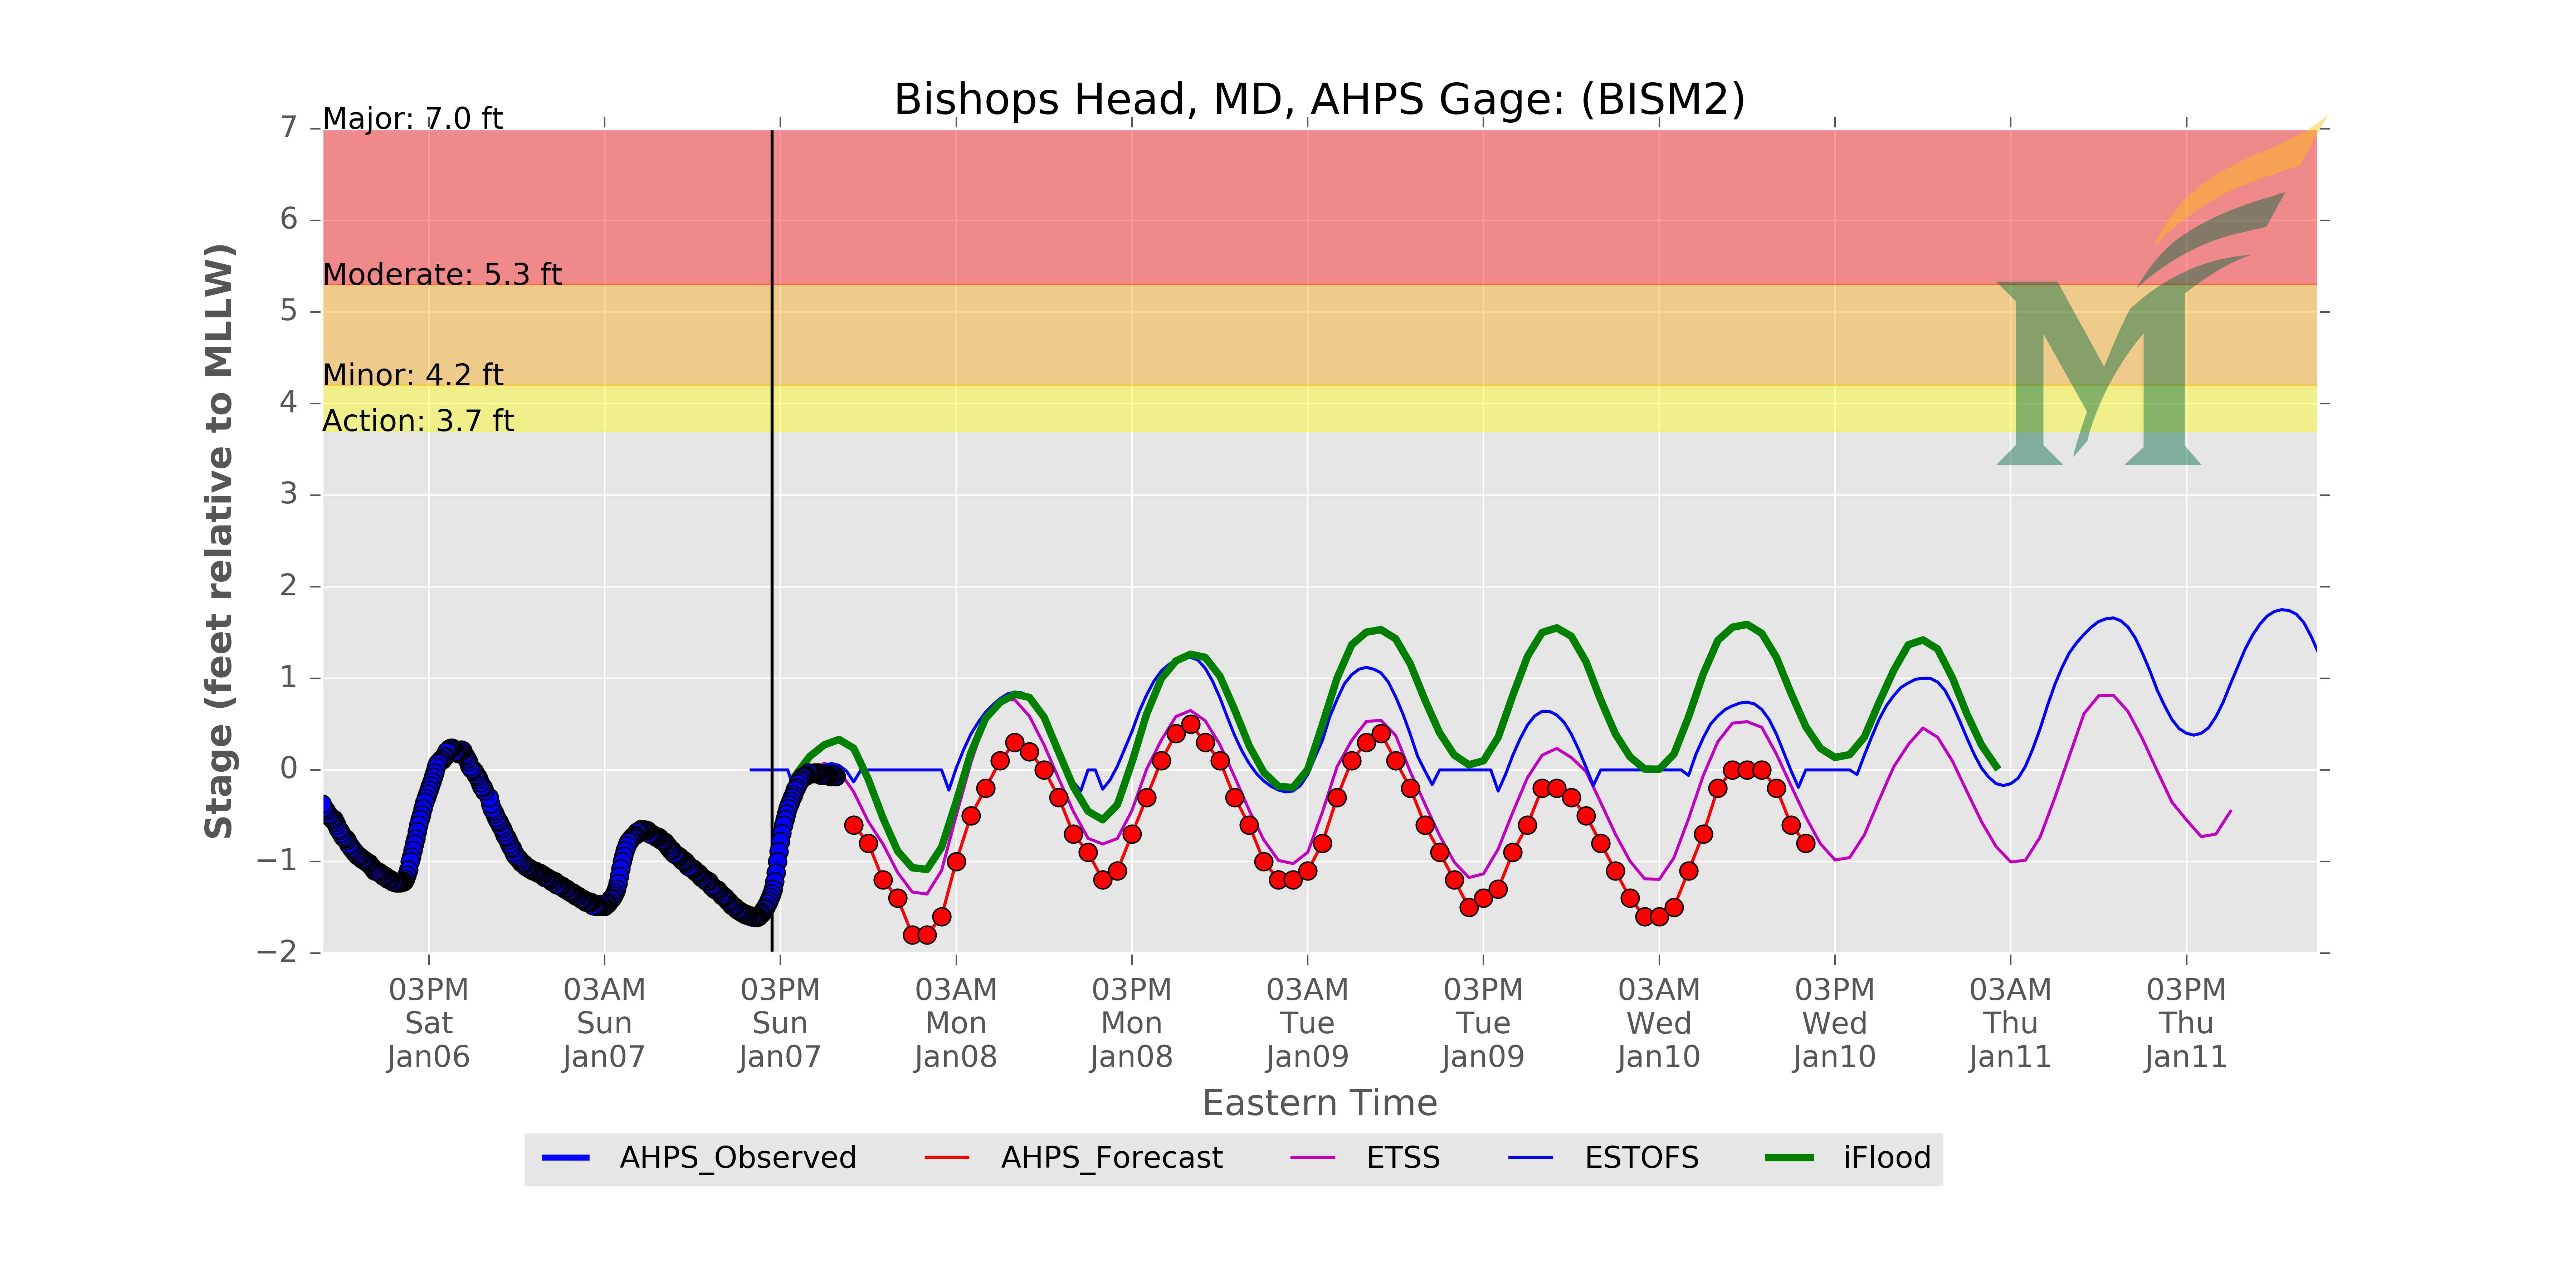 Bishops Head, MD, AHPS Gage: (BISM2)
Major: 7.0 ft
Moderate: 5.3 ft
Minor: 4.2 ft
Action: 3.7 ft
Stage (feet relative to MLLW)
7
6
5
4
3
2
1
0
−1
−2
03PM Sat Jan06
03AM Sun Jan07
03PM Sun Jan07
03AM Mon Jan08
03PM Mon Jan08
03AM Tue Jan09
03PM Tue Jan09
03AM Wed Jan10
03PM Wed Jan10
03AM Thu Jan11
03PM Thu Jan11
Eastern Time
AHPS_Observed AHPS_Forecast ETSS ESTOFS iFlood
M